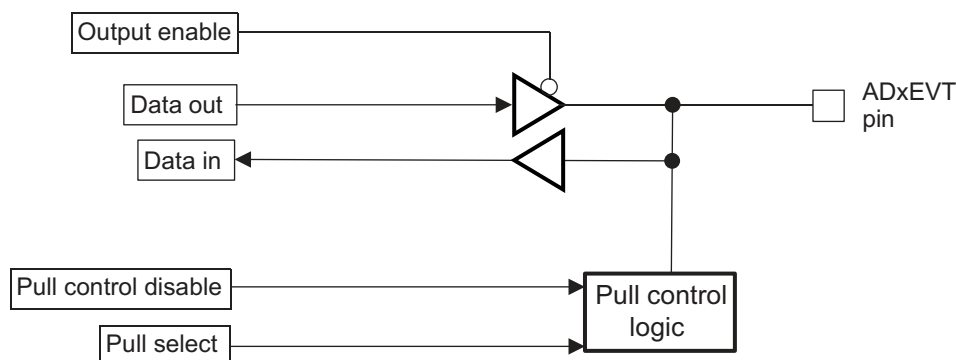 Output enable
Data out
ADxEVT
pin
Data in
Pull control disable
Pull control
logic
Pull select